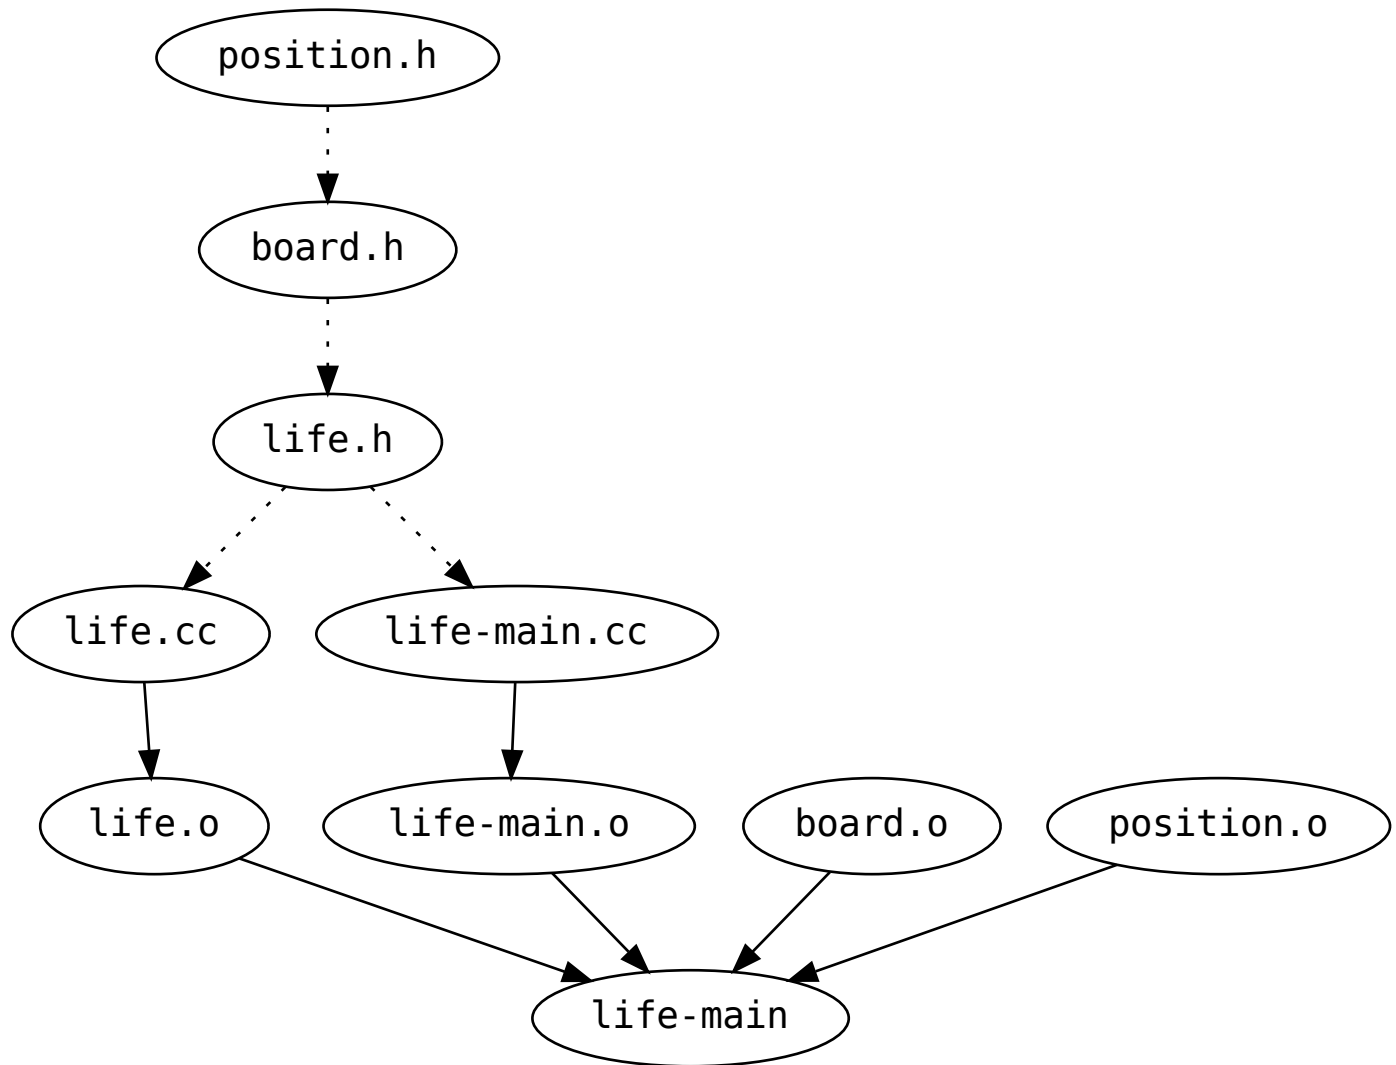 position.h
board.h
life.h
life.cc
life-main.cc
life.o
life-main.o
board.o
position.o
life-main